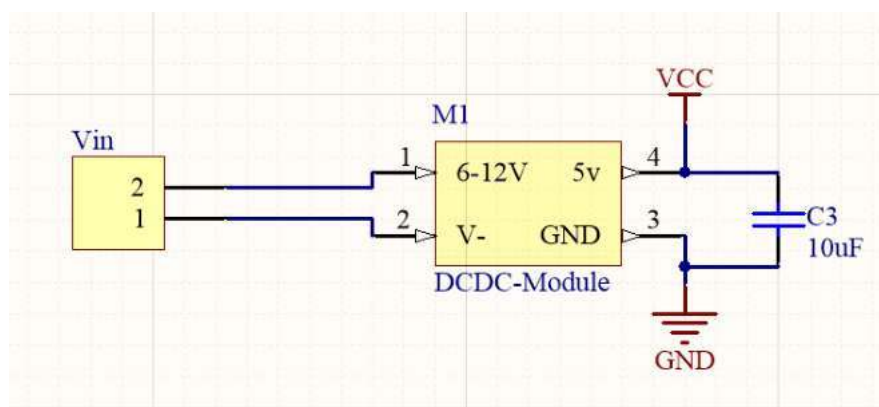 VCC
M1
Vin
1 6-12V 5v 4
2
1
2 V- GND 3
C3
10uF
DCDC-Module
GND